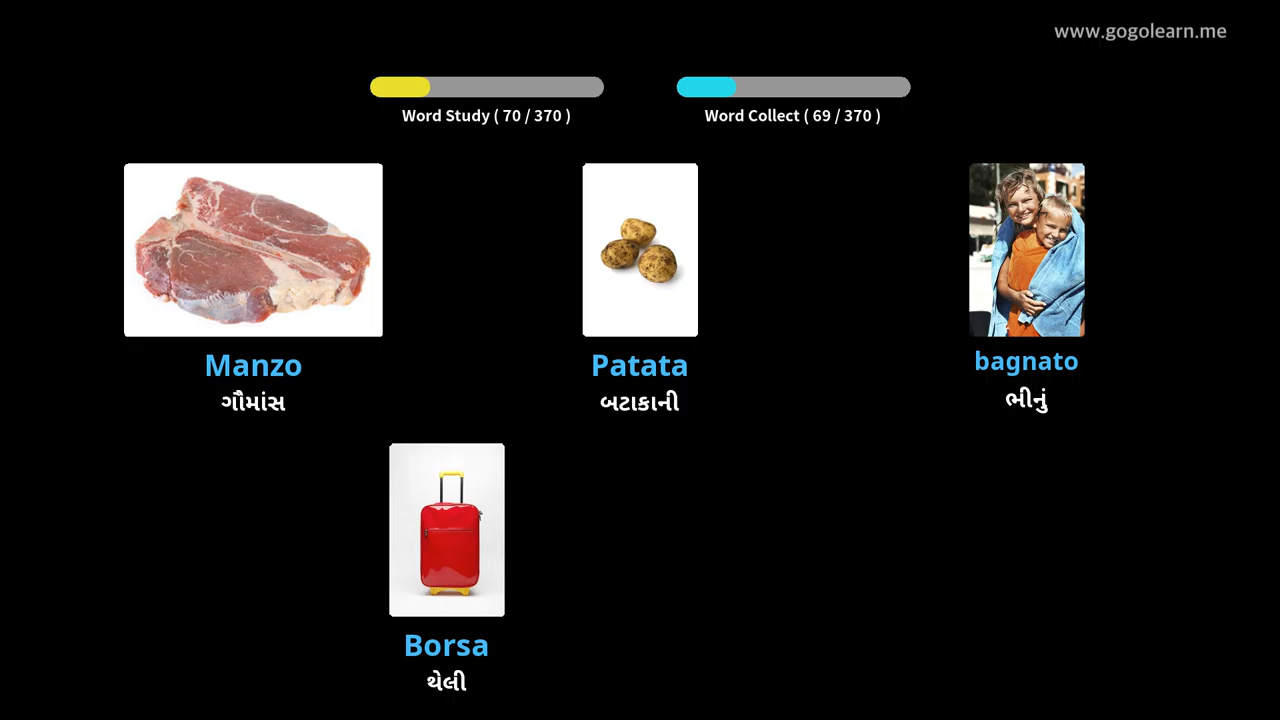 www.gogolearn.me
Word Study ( 70 / 370 )
Word Collect ( 69 / 370 )
Manzo
ગૌમાંસ
Patata
બટાકાની
bagnato
ભીનું
Borsa
થેલી